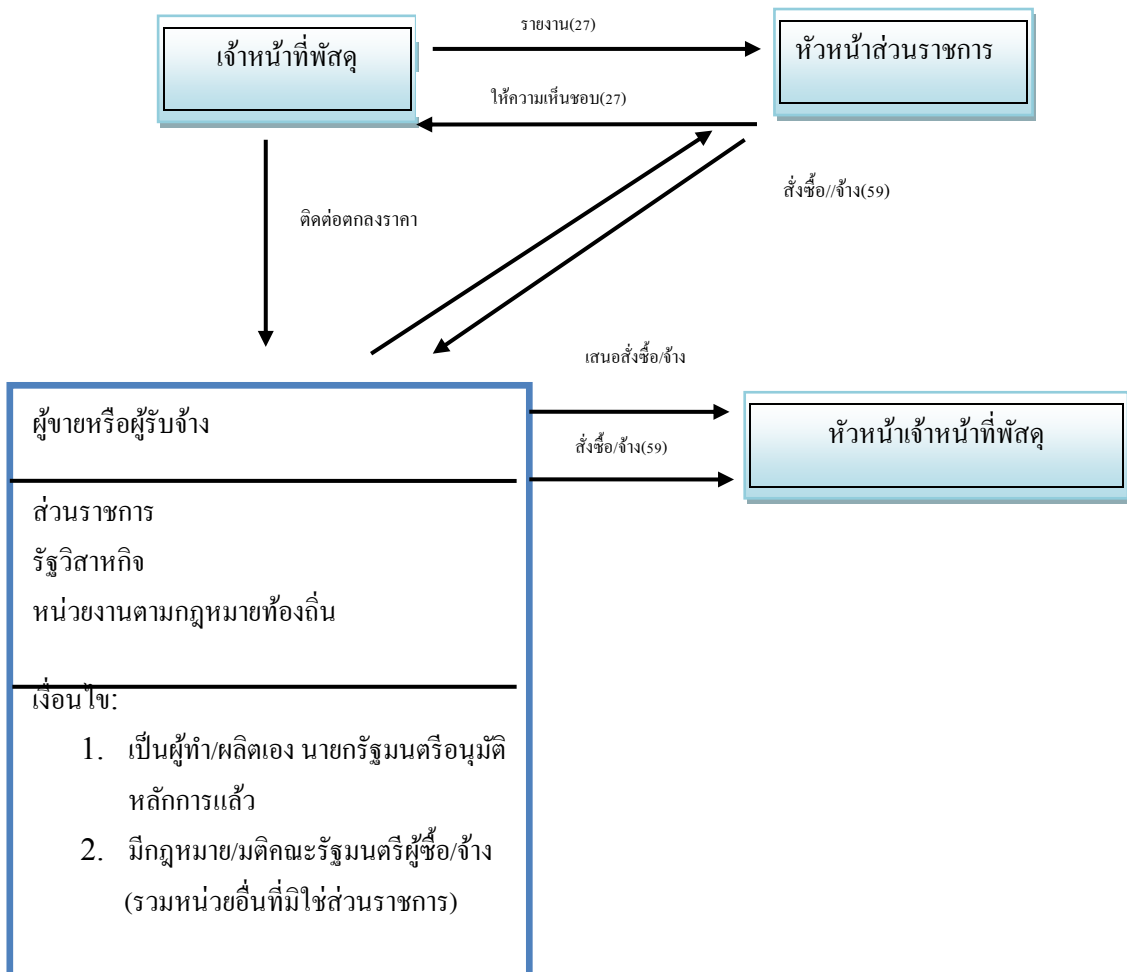 รายงาน(27)
เจ้าหน้าที่พัสดุ
หัวหน้าส่วนราชการ
ให้ความเห็นชอบ(27)
สั่งซื้อ//จ้าง(59)
ติดต่อตกลงราคา
เสนอสั่งซื้อ/จ้าง
ผู้ขายหรือผู้รับจ้าง
หัวหน้าเจ้าหน้าที่พัสดุ
สั่งซื้อ/จ้าง(59)
ส่วนราชการ
รัฐวิสาหกิจ
หน่วยงานตามกฎหมายท้องถิ่น
เงื่อนไข:
1. เป็นผู้ทำ/ผลิตเอง นายกรัฐมนตรีอนุมัติ
หลักการแล้ว
2. มีกฎหมาย/มติคณะรัฐมนตรีผู้ซื้อ/จ้าง
(รวมหน่วยอื่นที่มิใช่ส่วนราชการ)